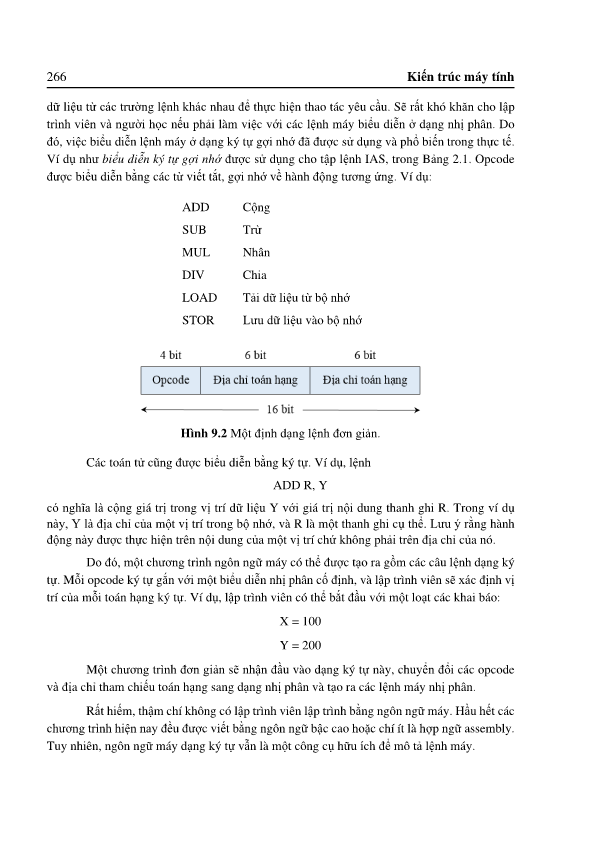 266 Kiến trúc máy tính
dữ liệu từ các trường lệnh khác nhau để thực hiện thao tác yêu cầu. Sẽ rất khó khăn cho lập
trình viên và người học nếu phải làm việc với các lệnh máy biểu diễn ở dạng nhị phân. Do
đó, việc biểu diễn lệnh máy ở dạng ký tự gợi nhớ đã được sử dụng và phổ biến trong thực tế.
Ví dụ như biểu diễn ký tự gợi nhớ được sử dụng cho tập lệnh IAS, trong Bảng 2.1. Opcode
được biểu diễn bằng các từ viết tắt, gợi nhớ về hành động tương ứng. Ví dụ:
ADD Cộng
SUB Trừ
MUL Nhân
DIV Chia
LOAD Tải dữ liệu từ bộ nhớ
STOR Lưu dữ liệu vào bộ nhớ
4 bit 6 bit 6 bit
Opcode Địa chỉ toán hạng Địa chỉ toán hạng
16 bit
Hình 9.2 Một định dạng lệnh đơn giản.
Các toán tử cũng được biểu diễn bằng ký tự. Ví dụ, lệnh
ADD R, Y
có nghĩa là cộng giá trị trong vị trí dữ liệu Y với giá trị nội dung thanh ghi R. Trong ví dụ
này, Y là địa chỉ của một vị trí trong bộ nhớ, và R là một thanh ghi cụ thể. Lưu ý rằng hành
động này được thực hiện trên nội dung của một vị trí chứ không phải trên địa chỉ của nó.
Do đó, một chương trình ngôn ngữ máy có thể được tạo ra gồm các câu lệnh dạng ký
tự. Mỗi opcode ký tự gắn với một biểu diễn nhị phân cố định, và lập trình viên sẽ xác định vị
trí của mỗi toán hạng ký tự. Ví dụ, lập trình viên có thể bắt đầu với một loạt các khai báo:
X = 100
Y = 200
Một chương trình đơn giản sẽ nhận đầu vào dạng ký tự này, chuyển đổi các opcode
và địa chỉ tham chiếu toán hạng sang dạng nhị phân và tạo ra các lệnh máy nhị phân.
Rất hiếm, thậm chí không có lập trình viên lập trình bằng ngôn ngữ máy. Hầu hết các
chương trình hiện nay đều được viết bằng ngôn ngữ bậc cao hoặc chí ít là hợp ngữ assembly.
Tuy nhiên, ngôn ngữ máy dạng ký tự vẫn là một công cụ hữu ích để mô tả lệnh máy.